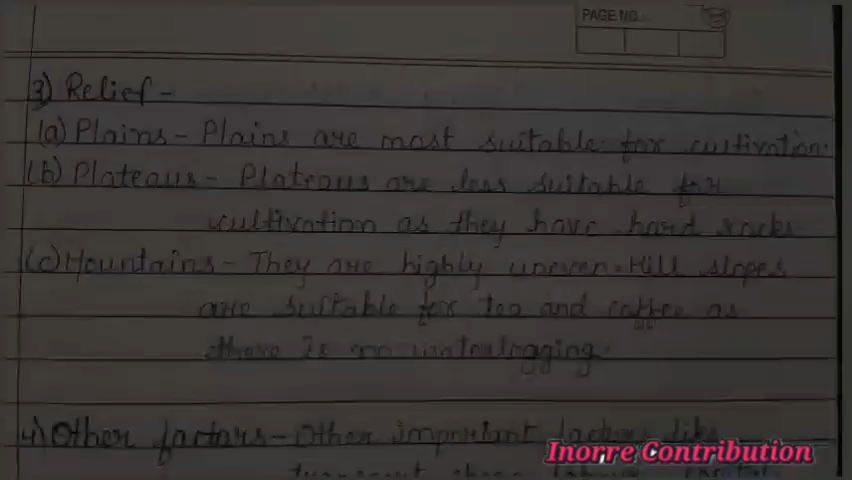 PAGE NO.
3) Relief -
(a) Plains - Plains are most suitable for cultivation.
(b) Plateaus - Plateaus are less suitable for
cultivation as they have hard rocks
(c) Mountains - They are highly uneven. Hill slopes
are suitable for tea and coffee as
there is no waterlogging.
4) Other factors - Other important factors like
Inorre Contribution